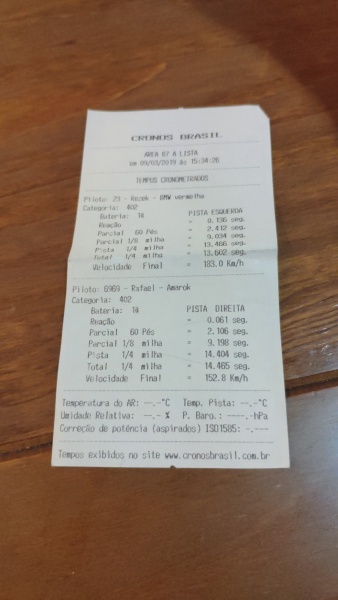 CRONOS BRASIL
AREA 67 A LISTA
em 09/03/2019 às 15:34:26
TEMPOS CRONOMETRADOS
Piloto: 23 - Rezek - BMW vermelha
Categoria: 402
Bateria: 1ª PISTA ESQUERDA
Reação = 0.136 seg.
Parcial 60 Pés = 2.412 seg.
Parcial 1/8 milha = 9.034 seg.
Pista 1/4 milha = 13.466 seg.
Total 1/4 milha = 13.602 seg.
Velocidade Final = 183.0 Km/h
Piloto: 6969 - Rafael - Amarok
Categoria: 402
Bateria: 1ª PISTA DIREITA
Reação = 0.061 seg.
Parcial 60 Pés = 2.106 seg.
Parcial 1/8 milha = 9.198 seg.
Pista 1/4 milha = 14.404 seg.
Total 1/4 milha = 14.465 seg.
Velocidade Final = 152.8 Km/h
Temperatura do AR: --.-°C Temp. Pista: --.-°C
Umidade Relativa: --.- % P. Baro.: ----.-hPa
Correção de potência (aspirados) ISO1585: -.---
Tempos exibidos no site www.cronosbrasil.com.br